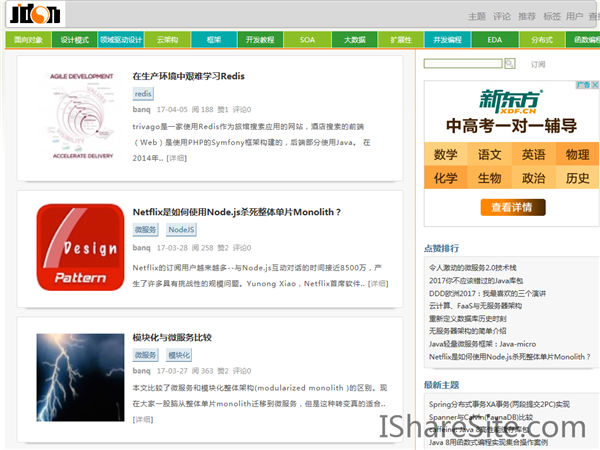 jdon
主题 评论 推荐 标签 用户 查
面向对象 设计模式 领域驱动设计 云架构 框架 开发教程 SOA 大数据 扩展性 并发编程 EDA 分布式 函数编程
订阅
AGILE DEVELOPMENT
ACCELERATE DELIVERY
在生产环境中艰难学习Redis
redis
banq 17-04-05 阅 188 赞1 评论0
trivago是一家使用Redis作为旅馆搜索应用的网站，酒店搜索的前端
（Web）是使用PHP的Symfony框架构建的，后端部分使用Java。 在
2014年.. [详细]
广告
新东方
XDF.CN
中高考一对一辅导
数学 语文 英语 物理
化学 生物 政治 历史
查看详情
Design
Pattern
Netflix是如何使用Node.js杀死整体单片Monolith？
微服务 NodeJS
banq 17-03-28 阅 258 赞2 评论0
Netflix的订阅用户越来越多--与Node.js互动对话的时间接近8500万，产
生了许多具有挑战性的规模问题。Yunong Xiao，Netflix首席软件.. [详细]
点赞排行
令人激动的微服务2.0技术栈
2017你不应该错过的Java库包
DDD欧洲2017：我最喜欢的三个演讲
云计算、FaaS与无服务器架构
重新定义数据库历史时刻
无服务器架构的简单介绍
Java轻量微服务框架：Java-micro
Netflix是如何使用Node.js杀死整体单片Monolith？
模块化与微服务比较
微服务 模块化
banq 17-03-27 阅 363 赞2 评论0
本文比较了微服务和模块化整体架构(modularized monolith )的区别。现
在大家一股脑从整体单片monolith迁移到微服务，但是这种转变真的适合..
[详细]
最新主题
Spring分布式事务XA事务(两段提交2PC)实现
Spanner与Calvin(FaunaDB)比较
caffeine: Java 8高性能缓存库包
Java 8用函数式编程实现集合操作案例
IShareSite.com